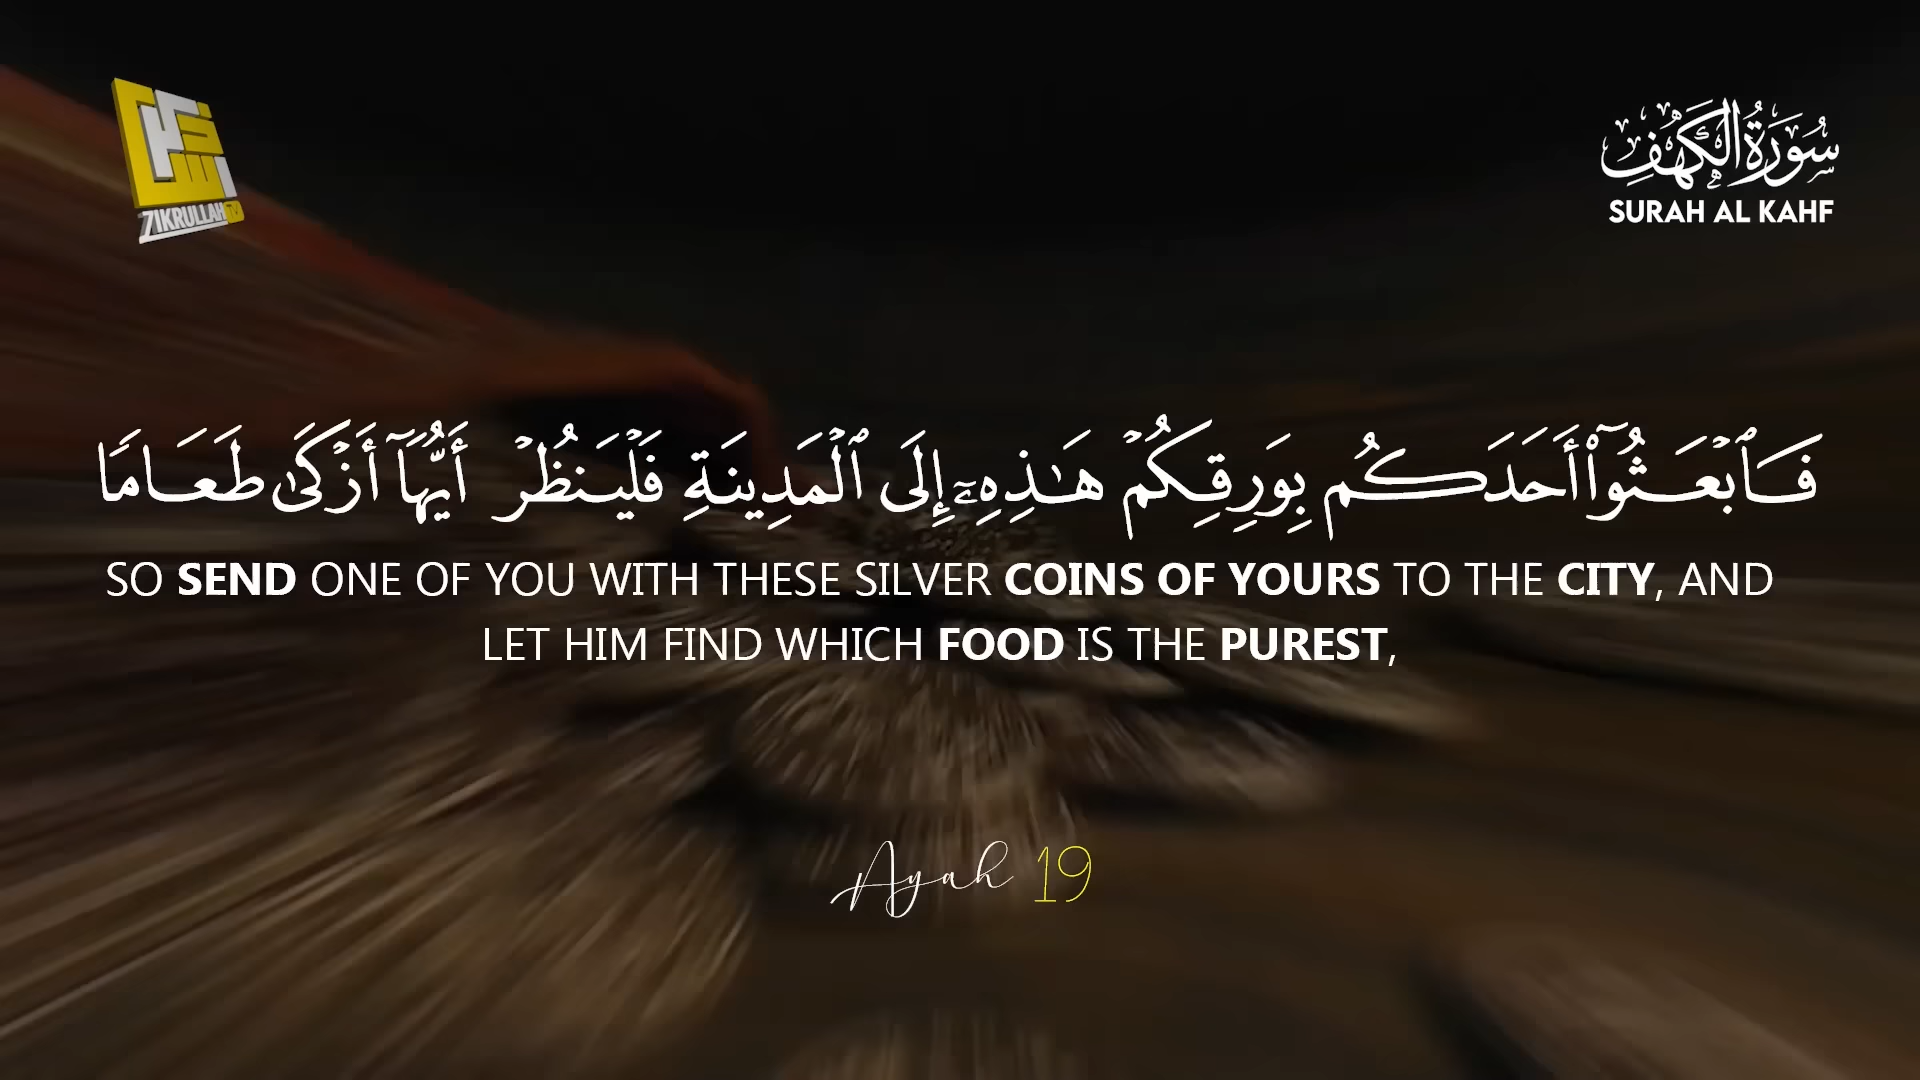 ZIKRULLAH TV
سُورَةُ الكَهْفِ
SURAH AL KAHF
فَٱبۡعَثُوٓاْ أَحَدَكُم بِوَرِقِكُمۡ هَٰذِهِۦٓ إِلَى ٱلۡمَدِينَةِ فَلۡيَنظُرۡ أَيُّهَآ أَزۡكَىٰ طَعَامٗا
SO SEND ONE OF YOU WITH THESE SILVER COINS OF YOURS TO THE CITY, AND
LET HIM FIND WHICH FOOD IS THE PUREST,
Ayah 19